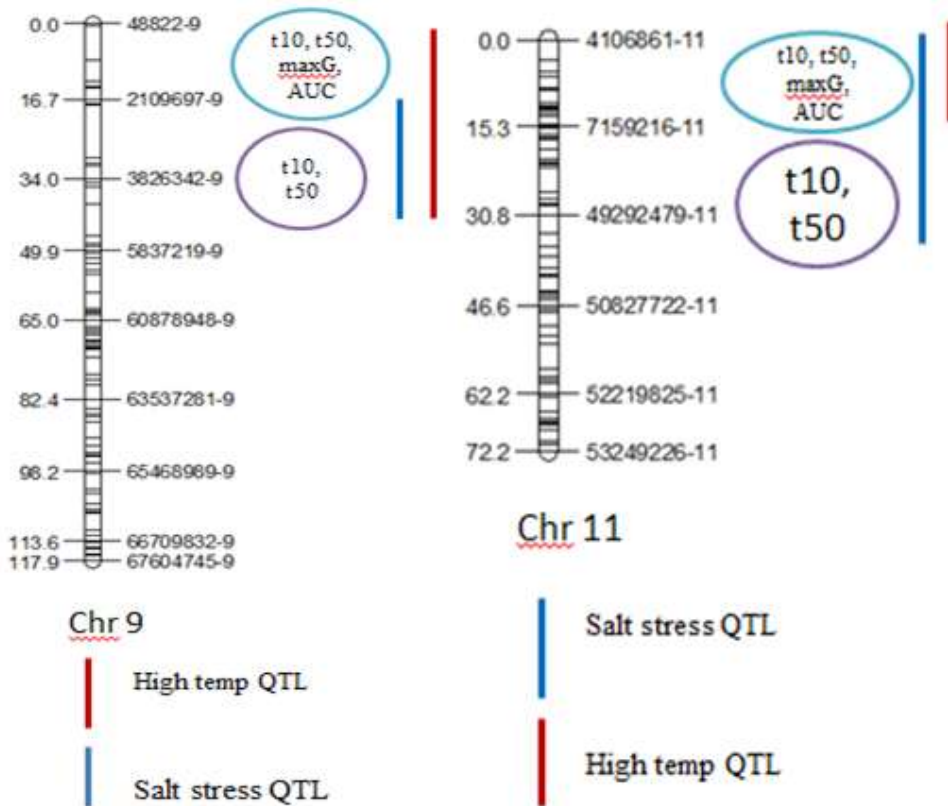 0.0 48822-9
16.7 2109697-9
34.0 3826342-9
49.9 5837219-9
65.0 60878948-9
82.4 63537281-9
98.2 65468989-9
113.6 66709832-9
117.9 67604745-9
t10, t50,
maxG,
AUC
t10,
t50
Chr 9
High temp QTL
Salt stress QTL
0.0 4106861-11
15.3 7159216-11
30.8 49292479-11
46.6 50827722-11
62.2 52219825-11
72.2 53249226-11
t10, t50,
maxG,
AUC
t10,
t50
Chr 11
Salt stress QTL
High temp QTL